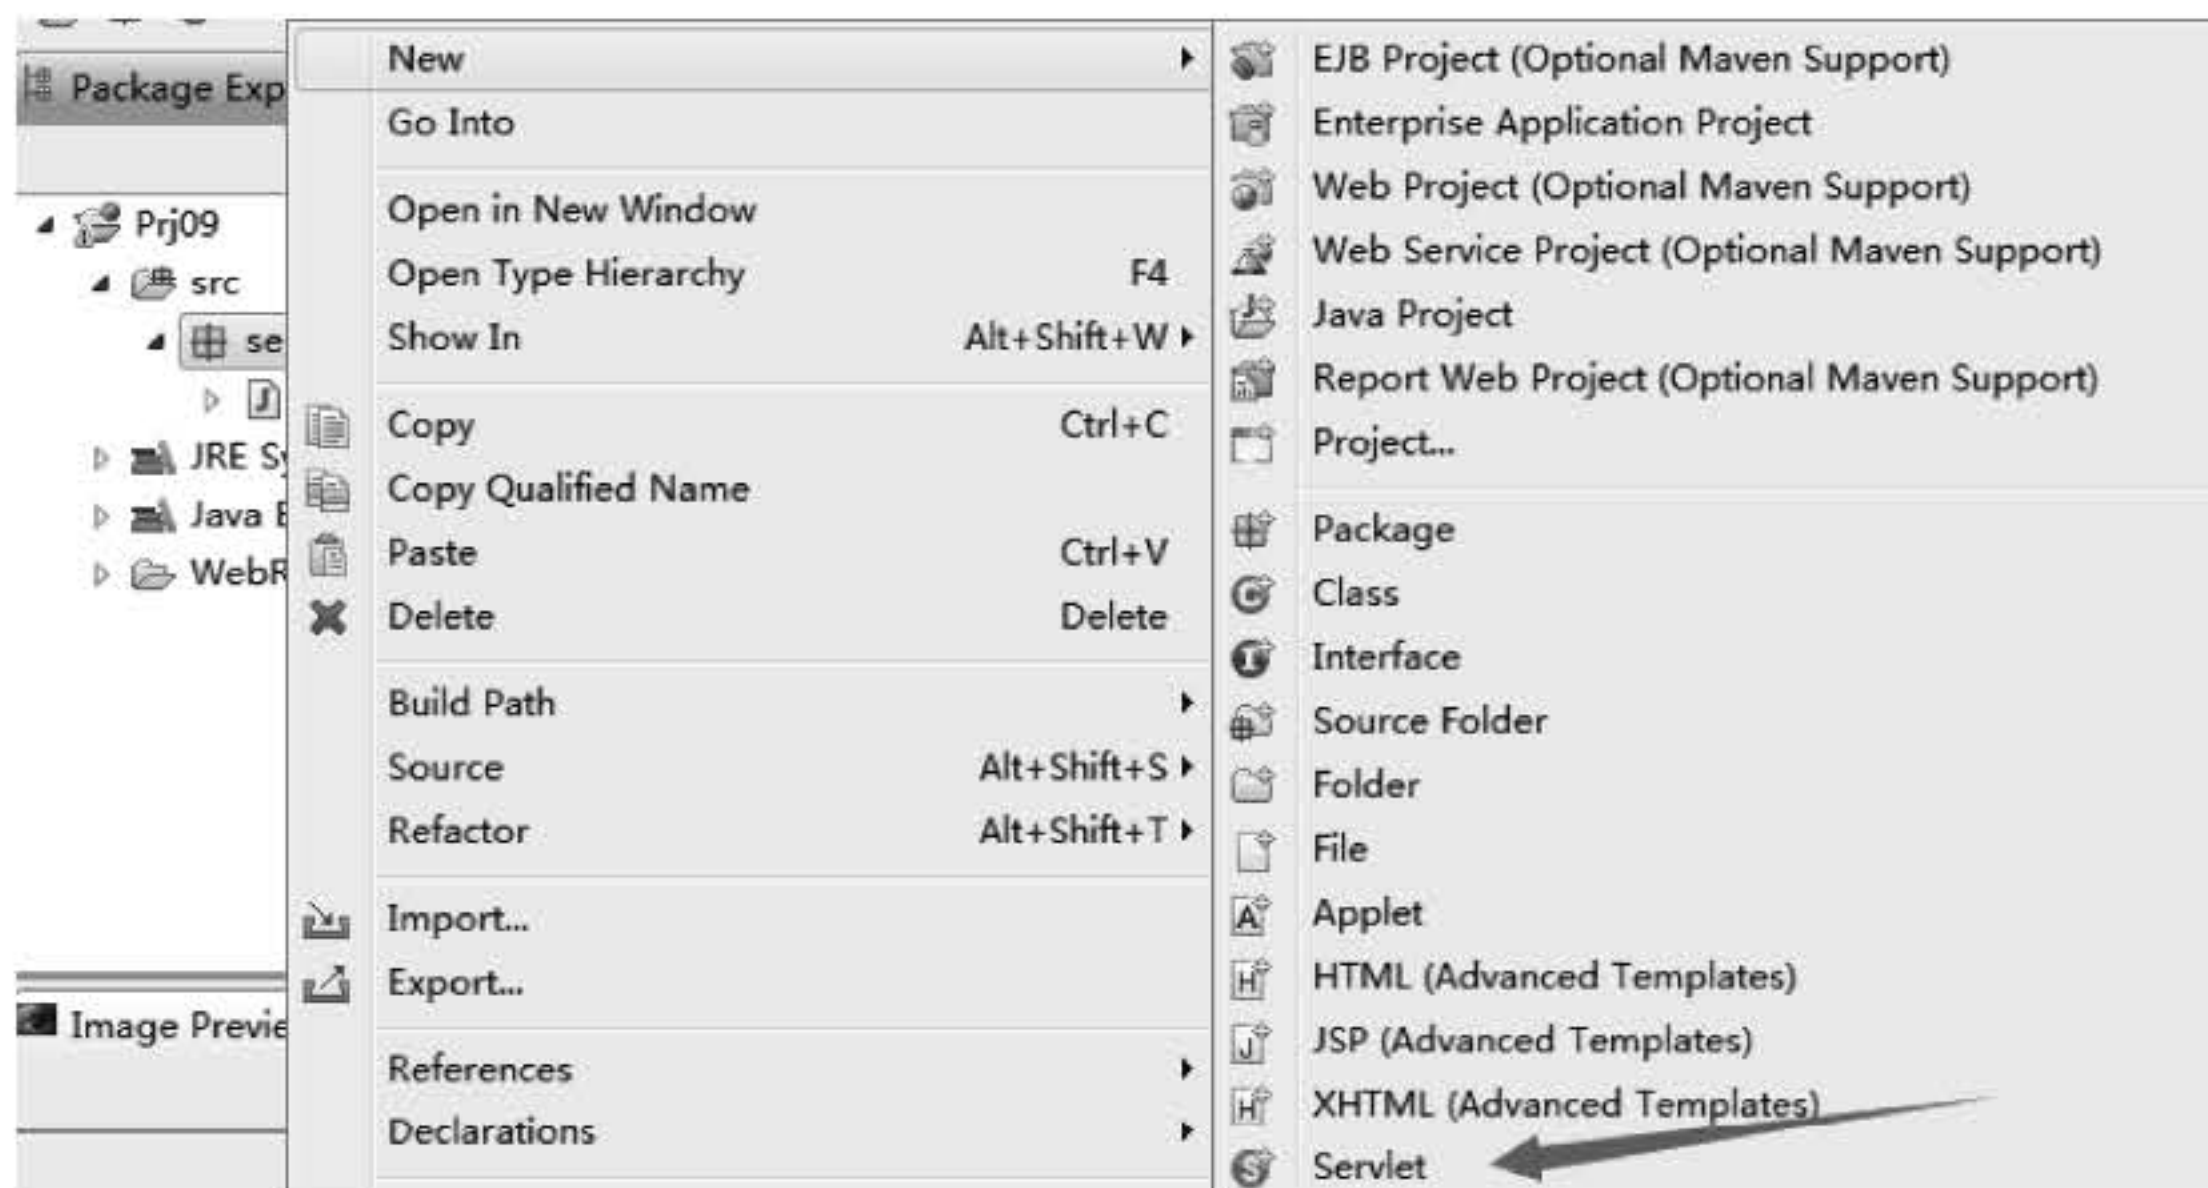 Package Exp
Prj09
src
se
JRE Sy
Java E
WebR
Image Previe
New
Go Into
Open in New Window
Open Type Hierarchy F4
Show In Alt+Shift+W
Copy Ctrl+C
Copy Qualified Name
Paste Ctrl+V
Delete Delete
Build Path
Source Alt+Shift+S
Refactor Alt+Shift+T
Import...
Export...
References
Declarations
EJB Project (Optional Maven Support)
Enterprise Application Project
Web Project (Optional Maven Support)
Web Service Project (Optional Maven Support)
Java Project
Report Web Project (Optional Maven Support)
Project...
Package
Class
Interface
Source Folder
Folder
File
Applet
HTML (Advanced Templates)
JSP (Advanced Templates)
XHTML (Advanced Templates)
Servlet